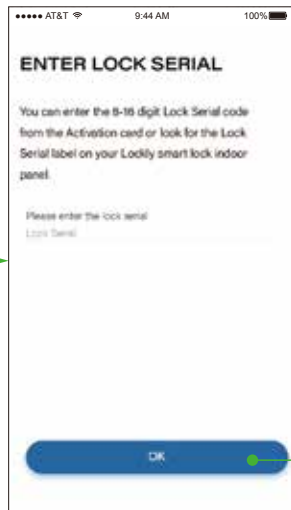 AT&T 9:44 AM 100%
ENTER LOCK SERIAL
You can enter the 8-16 digit Lock Serial code
from the Activation card or look for the Lock
Serial label on your Lockly smart lock indoor
panel.
Please enter the lock serial
Lock Serial
OK